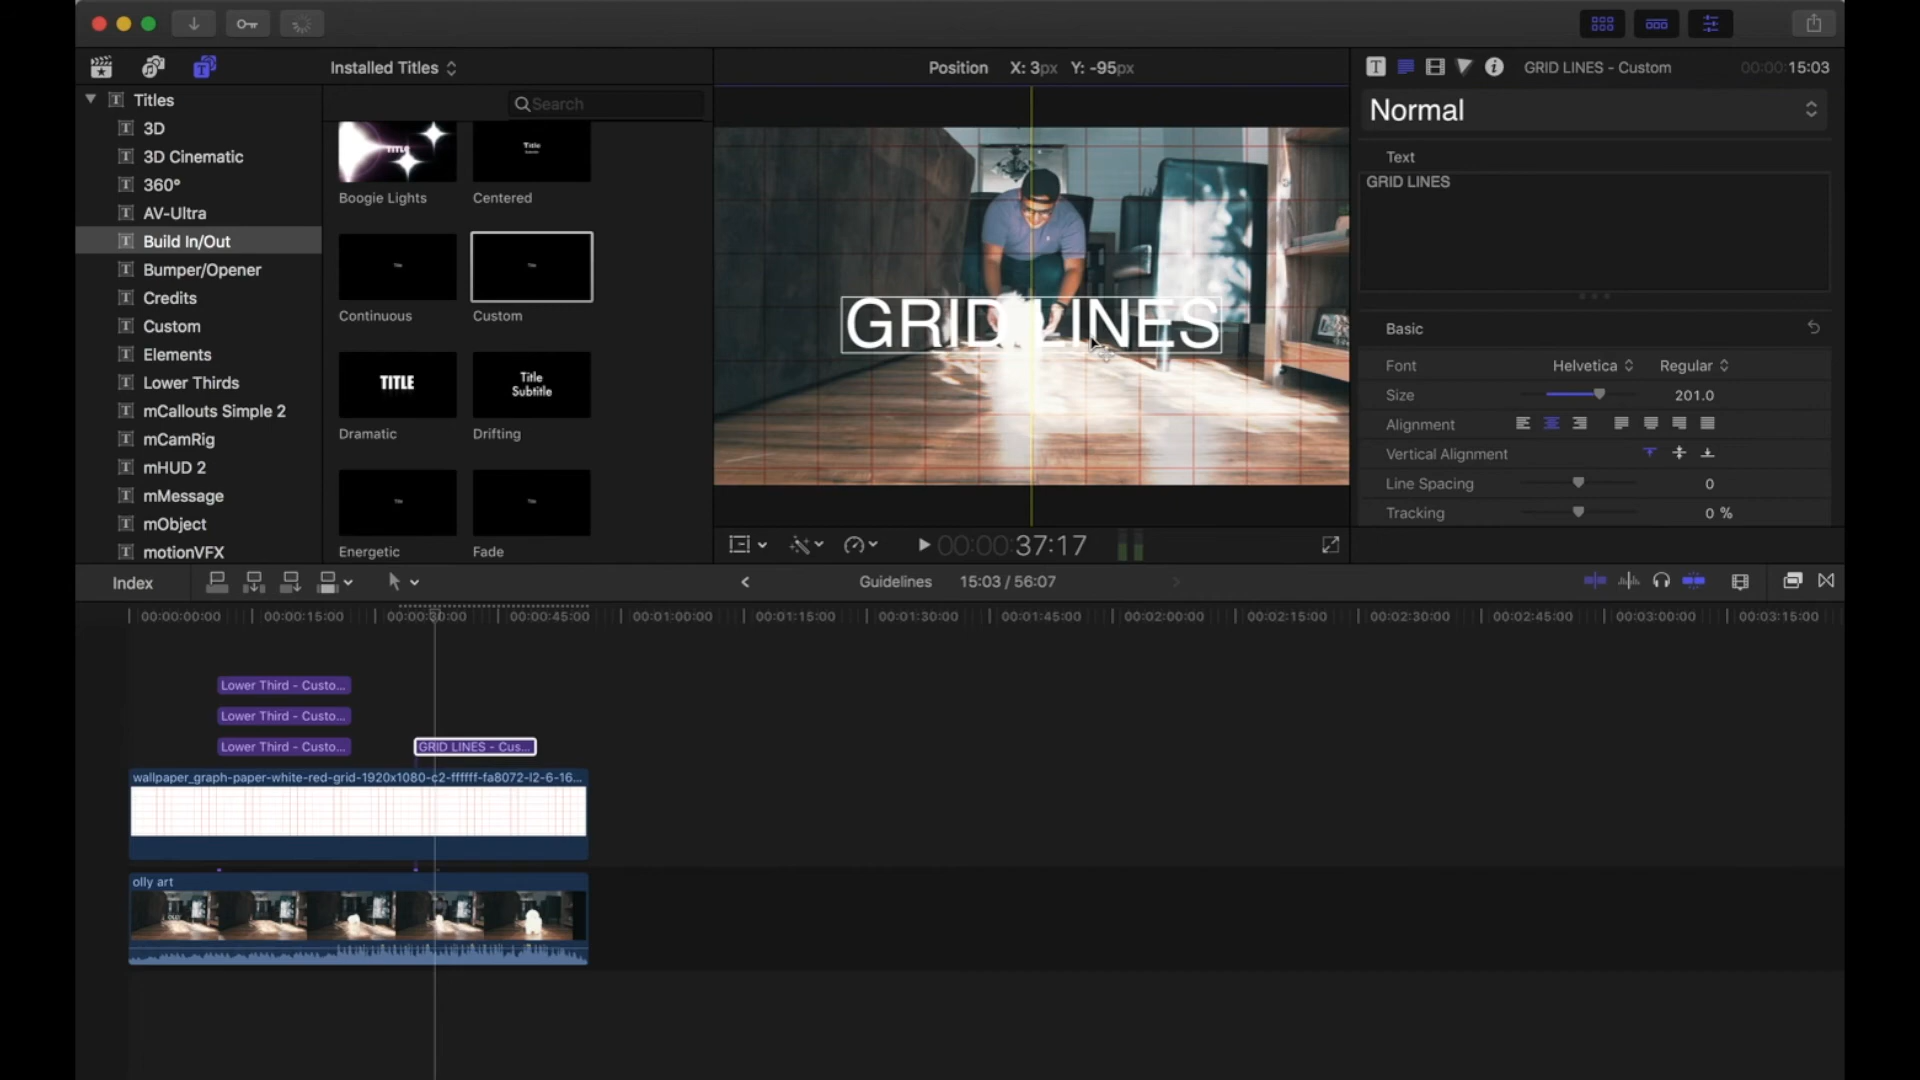 Installed Titles
Position X: 3px Y: -95px
GRID LINES - Custom
00:00:15:03
Titles
3D
3D Cinematic
360°
AV-Ultra
Build In/Out
Bumper/Opener
Credits
Custom
Elements
Lower Thirds
mCallouts Simple 2
mCamRig
mHUD 2
mMessage
mObject
motionVFX
Search
TITLE
Title
Boogie Lights
Centered
Title
Title
Continuous
Custom
TITLE
Title
Subtitle
Dramatic
Drifting
Title
Title
Energetic
Fade
GRID LINES
Normal
Text
GRID LINES
Basic
Font Helvetica Regular
Size 201.0
Alignment
Vertical Alignment
Line Spacing 0
Tracking 0 %
00:00:37:17
Index
Guidelines 15:03 / 56:07
00:00:00:00 00:00:15:00 00:00:30:00 00:00:45:00 00:01:00:00 00:01:15:00 00:01:30:00 00:01:45:00 00:02:00:00 00:02:15:00 00:02:30:00 00:02:45:00 00:03:00:00 00:03:15:00
Lower Third - Custo...
Lower Third - Custo...
Lower Third - Custo...
GRID LINES - Cus...
wallpaper_graph-paper-white-red-grid-1920x1080-c2-ffffff-fa8072-l2-6-16...
olly art